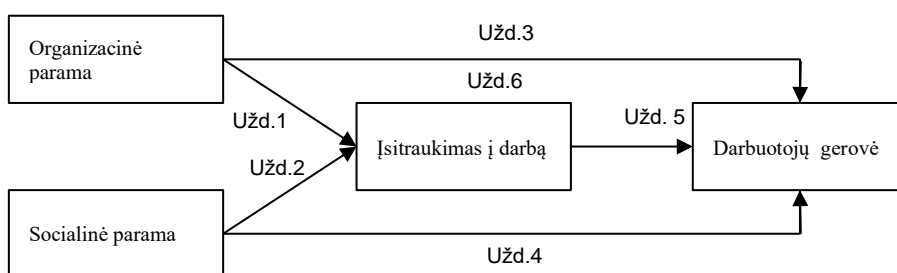 Užd.3
Organizacinė
parama
Užd.6
Užd.1
Užd. 5
Įsitraukimas į darbą
Darbuotojų gerovė
Užd.2
Socialinė parama
Užd.4